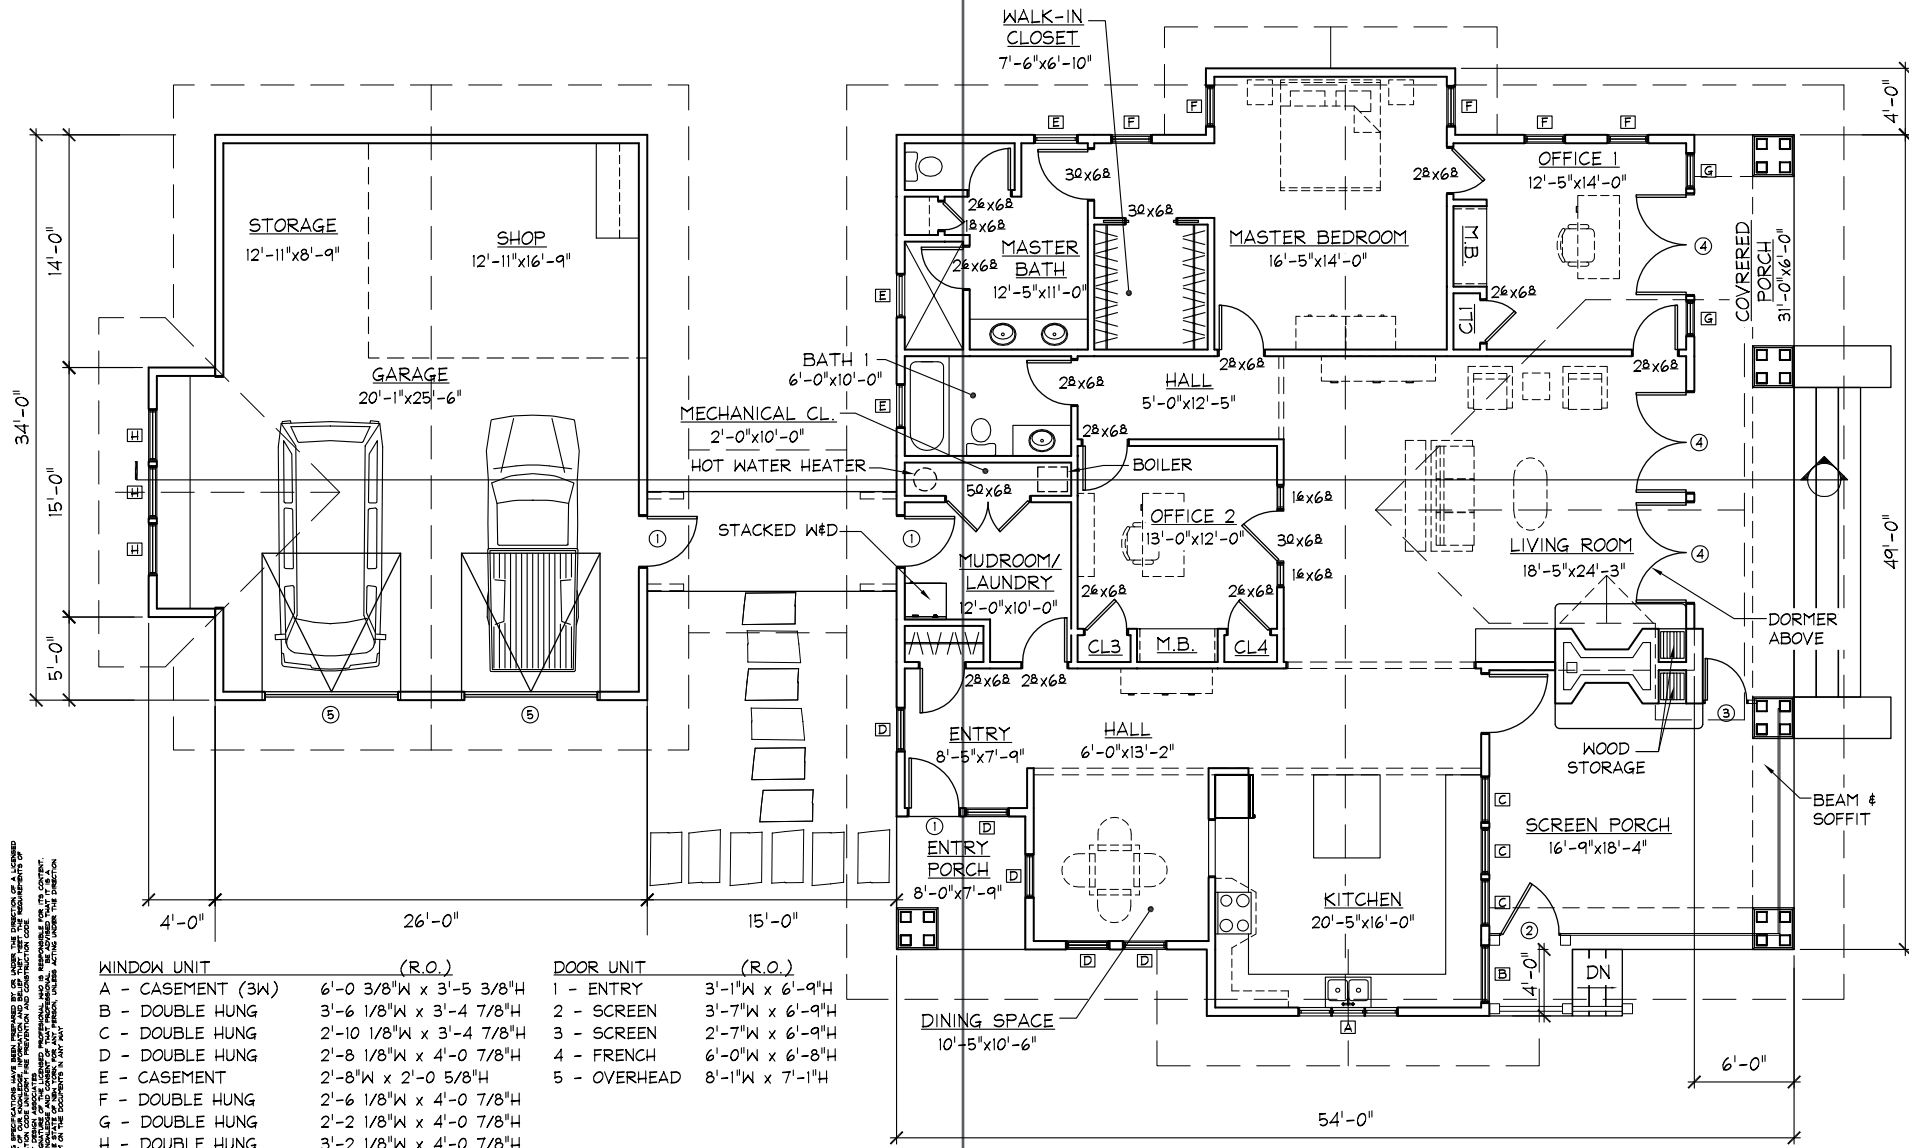 WALK-IN
CLOSET
7'-6"x6'-10"
F
F
E
F
F
F
4'-0"
OFFICE 1
12'-5"x14'-0"
G
30x68
28x68
26x68
18x68
30x68
STORAGE
12'-11"x8'-9"
SHOP
12'-11"x16'-9"
MASTER
BATH
12'-5"x11'-0"
26x68
MASTER BEDROOM
16'-5"x14'-0"
M.B.
4
COVRERED
PORCH
31'-0"x6'-0"
14'-0"
E
26x68
CL1
G
BATH 1
6'-0"x10'-0"
28x68
28x68
28x68
GARAGE
20'-1"x25'-6"
HALL
5'-0"x12'-5"
E
MECHANICAL CL.
2'-0"x10'-0"
28x68
4
34'-0"
H
HOT WATER HEATER
BOILER
50x68
16x68
H
15'-0"
STACKED W&D
OFFICE 2
13'-0"x12'-0"
30x68
LIVING ROOM
18'-5"x24'-3"
4
49'-0"
1
1
H
MUDROOM/
LAUNDRY
12'-0"x10'-0"
16x68
26x68
26x68
DORMER
ABOVE
CL3
M.B.
CL4
5'-0"
28x68
28x68
5
5
D
ENTRY
8'-5"x7'-9"
HALL
6'-0"x13'-2"
3
WOOD
STORAGE
C
BEAM &
SOFFIT
1
D
SCREEN PORCH
16'-9"x18'-4"
ENTRY
PORCH
8'-0"x7'-9"
D
C
KITCHEN
20'-5"x16'-0"
C
4'-0"
26'-0"
15'-0"
2
D
D
B
4'-0"
DN
DINING SPACE
10'-5"x10'-6"
A
6'-0"
54'-0"
WINDOW UNIT (R.O.)
A - CASEMENT (3W) 6'-0 3/8"W x 3'-5 3/8"H
B - DOUBLE HUNG 3'-6 1/8"W x 3'-4 7/8"H
C - DOUBLE HUNG 2'-10 1/8"W x 3'-4 7/8"H
D - DOUBLE HUNG 2'-8 1/8"W x 4'-0 7/8"H
E - CASEMENT 2'-8"W x 2'-0 5/8"H
F - DOUBLE HUNG 2'-6 1/8"W x 4'-0 7/8"H
G - DOUBLE HUNG 2'-2 1/8"W x 4'-0 7/8"H
H - DOUBLE HUNG 3'-2 1/8"W x 4'-0 7/8"H
DOOR UNIT (R.O.)
1 - ENTRY 3'-1"W x 6'-9"H
2 - SCREEN 3'-7"W x 6'-9"H
3 - SCREEN 2'-7"W x 6'-9"H
4 - FRENCH 6'-0"W x 6'-8"H
5 - OVERHEAD 8'-1"W x 7'-1"H